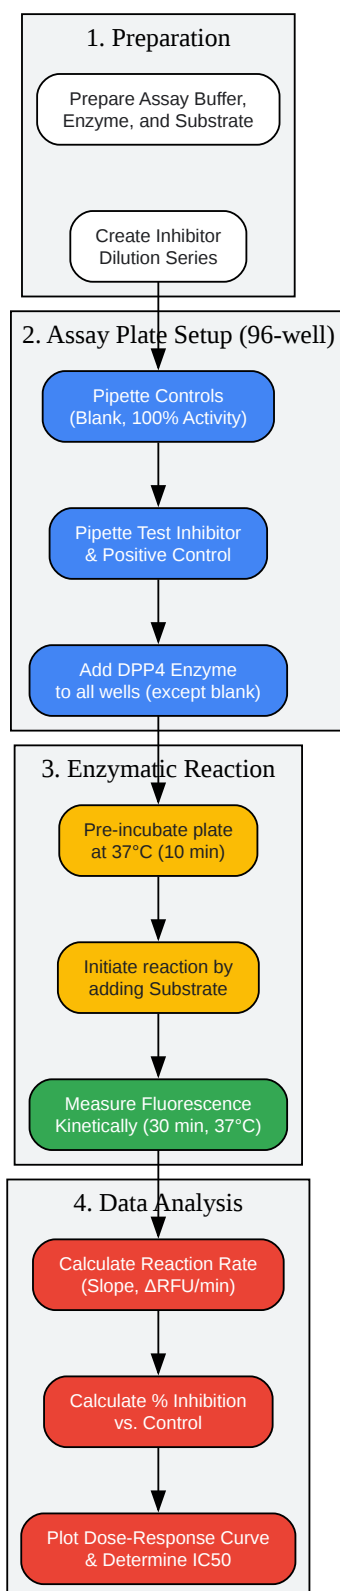 1. Preparation
Prepare Assay Buffer,
Enzyme, and Substrate
Create Inhibitor
Dilution Series
2. Assay Plate Setup (96-well)
Pipette Controls
(Blank, 100% Activity)
Pipette Test Inhibitor
& Positive Control
Add DPP4 Enzyme
to all wells (except blank)
3. Enzymatic Reaction
Pre-incubate plate
at 37°C (10 min)
Initiate reaction by
adding Substrate
Measure Fluorescence
Kinetically (30 min, 37°C)
4. Data Analysis
Calculate Reaction Rate
(Slope, ΔRFU/min)
Calculate % Inhibition
vs. Control
Plot Dose-Response Curve
& Determine IC50